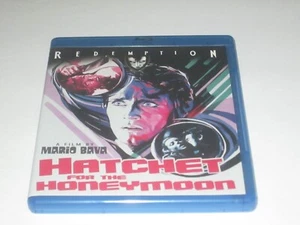 REDEMPTION
A FILM BY
MARIO BAVA
HATCHET
FOR THE
HONEYMOON